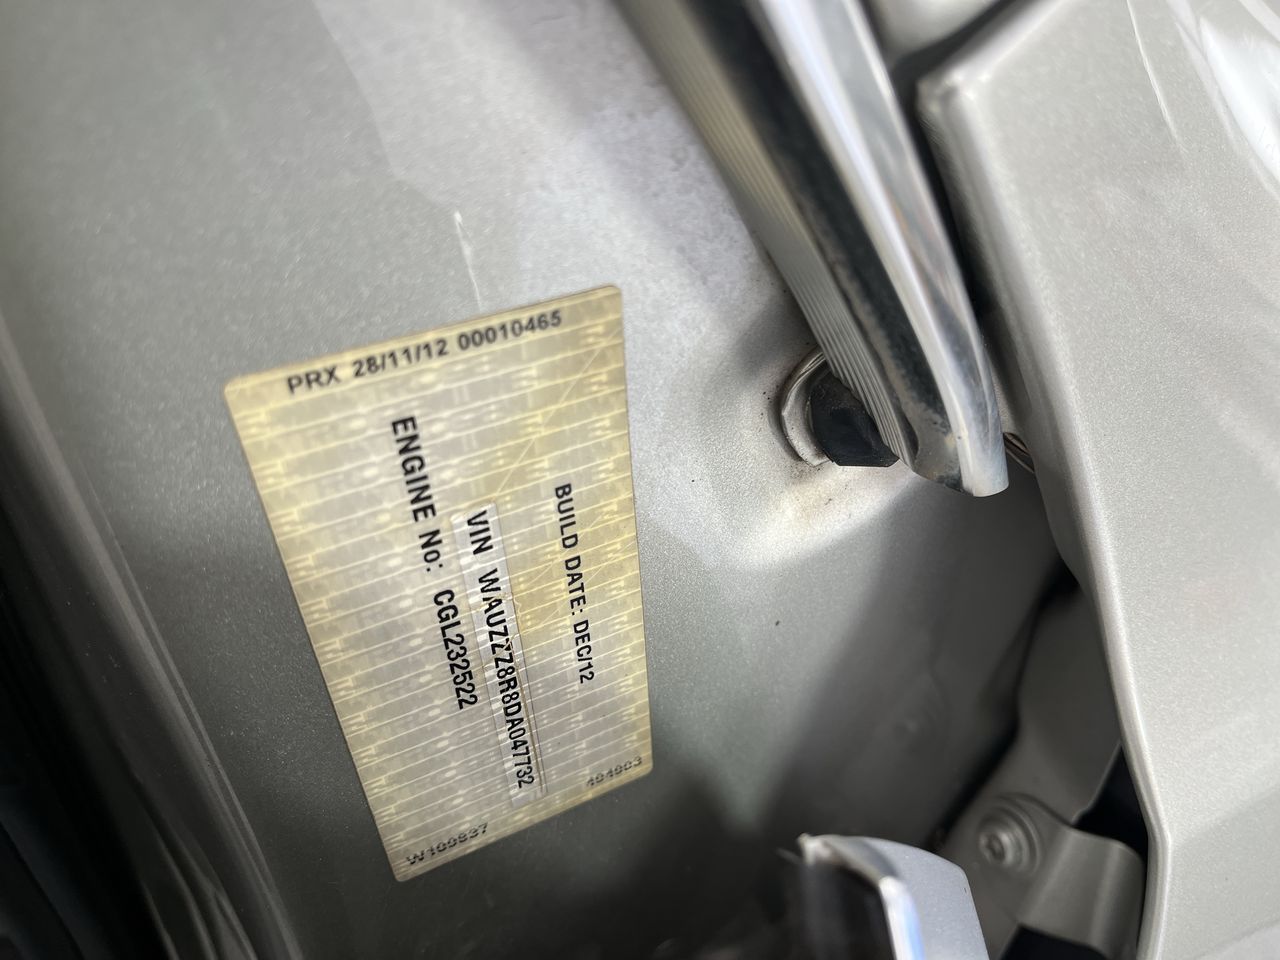 PRX 28/11/12 00010465
BUILD DATE: DEC/12
VIN WAUZZZ8R8DA047732
ENGINE No: CGL232522